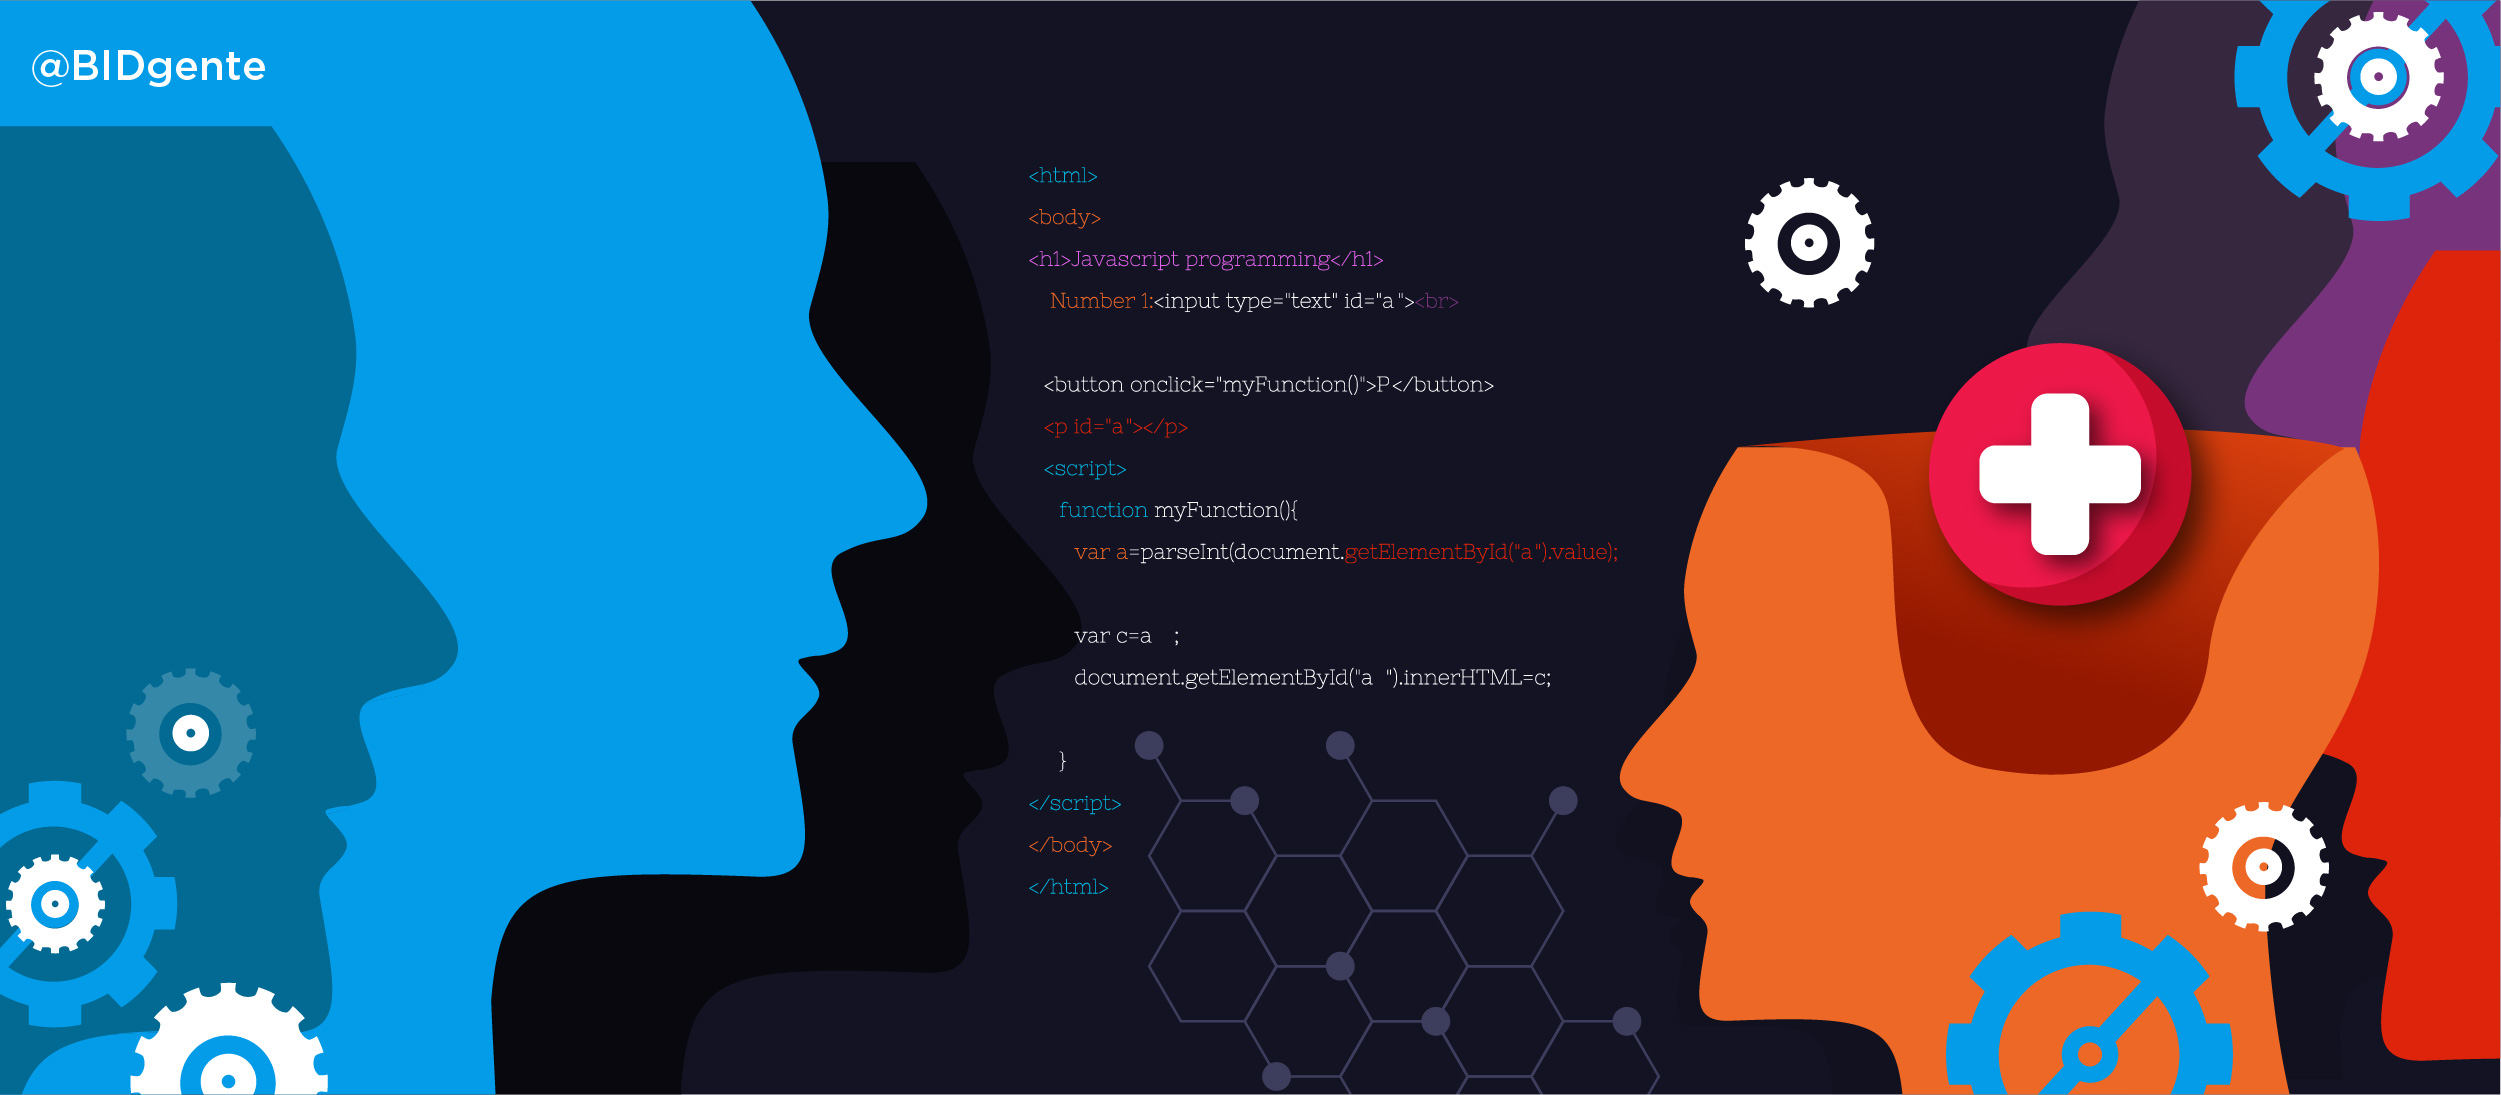 @BIDgente
<html>
<body>
<h1>Javascript programming</h1>
Number 1:<input type="text" id="a "><br>
<button onclick="myFunction()">P</button>
<p id="a"></p>
<script>
function myFunction(){
var a=parseInt(document.getElementById("a").value);
var c=a ;
document.getElementById("a ").innerHTML=c;
}
</script>
</body>
</html>